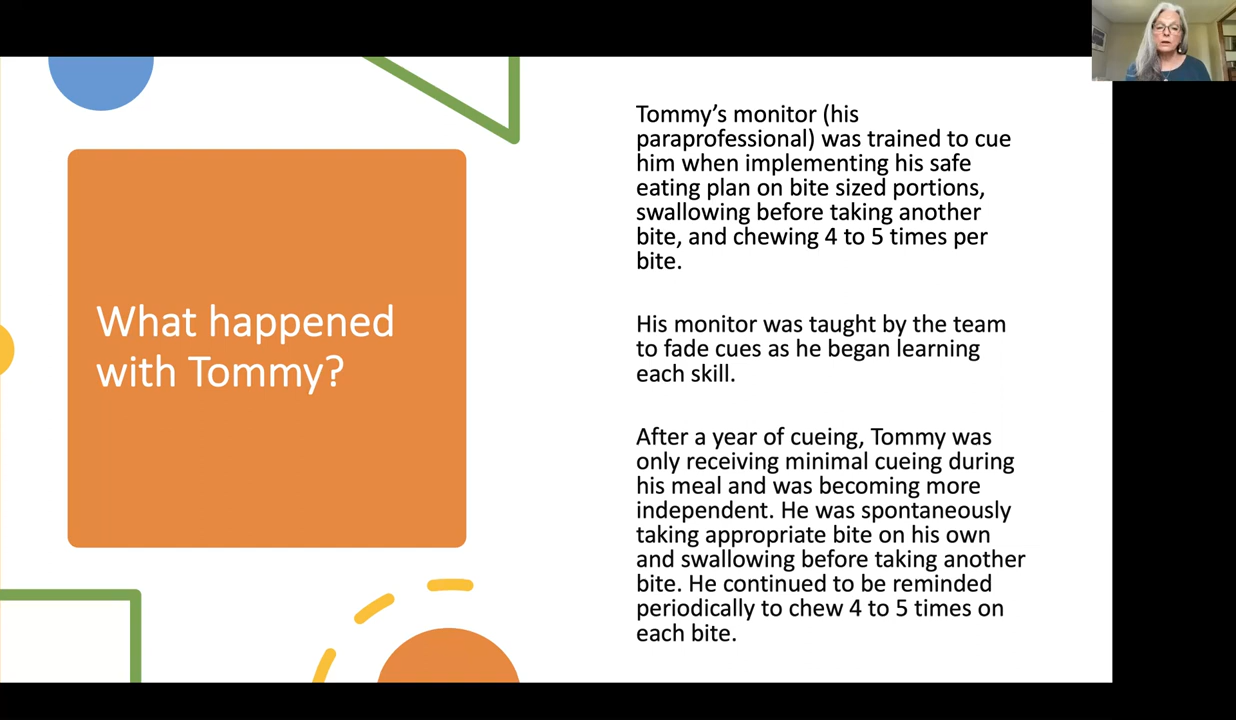 What happened
with Tommy?
Tommy’s monitor (his
paraprofessional) was trained to cue
him when implementing his safe
eating plan on bite sized portions,
swallowing before taking another
bite, and chewing 4 to 5 times per
bite.
His monitor was taught by the team
to fade cues as he began learning
each skill.
After a year of cueing, Tommy was
only receiving minimal cueing during
his meal and was becoming more
independent. He was spontaneously
taking appropriate bite on his own
and swallowing before taking another
bite. He continued to be reminded
periodically to chew 4 to 5 times on
each bite.